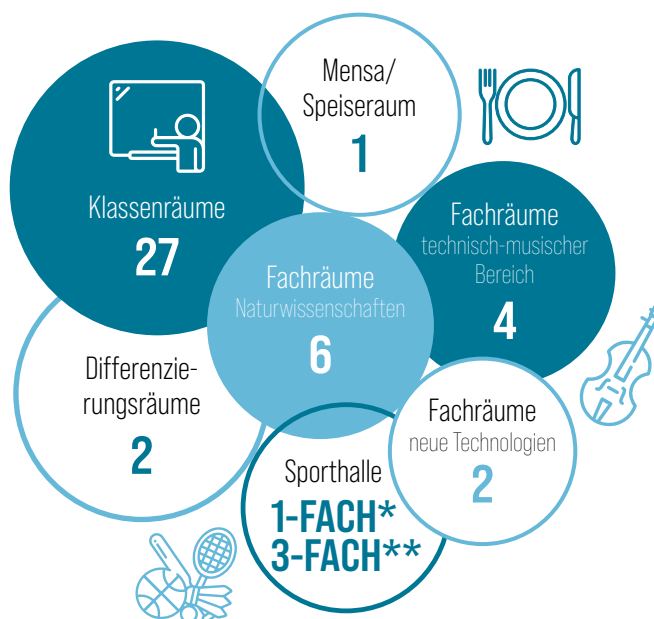 Mensa/
Speiseraum
1
Klassenräume
27
Fachräume
technisch-musischer
Bereich
4
Fachräume
Naturwissenschaften
6
Differenzie-
rungsräume
2
Fachräume
neue Technologien
2
Sporthalle
1-FACH*
3-FACH**